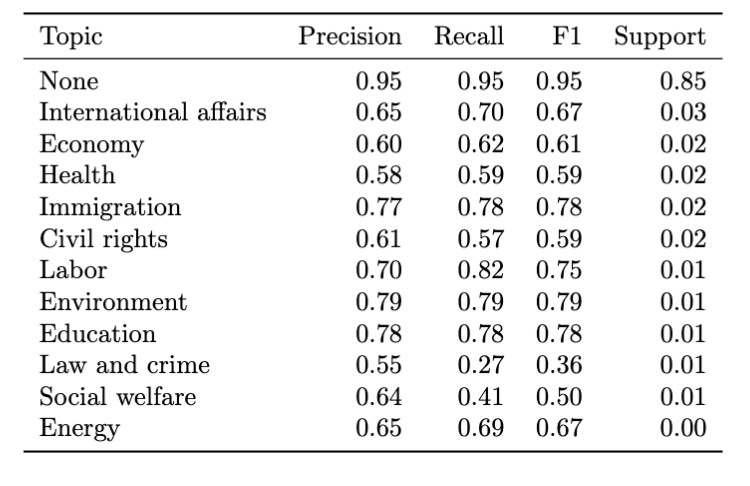 Topic Precision Recall F1 Support
None 0.95 0.95 0.95 0.85
International affairs 0.65 0.70 0.67 0.03
Economy 0.60 0.62 0.61 0.02
Health 0.58 0.59 0.59 0.02
Immigration 0.77 0.78 0.78 0.02
Civil rights 0.61 0.57 0.59 0.02
Labor 0.70 0.82 0.75 0.01
Environment 0.79 0.79 0.79 0.01
Education 0.78 0.78 0.78 0.01
Law and crime 0.55 0.27 0.36 0.01
Social welfare 0.64 0.41 0.50 0.01
Energy 0.65 0.69 0.67 0.00